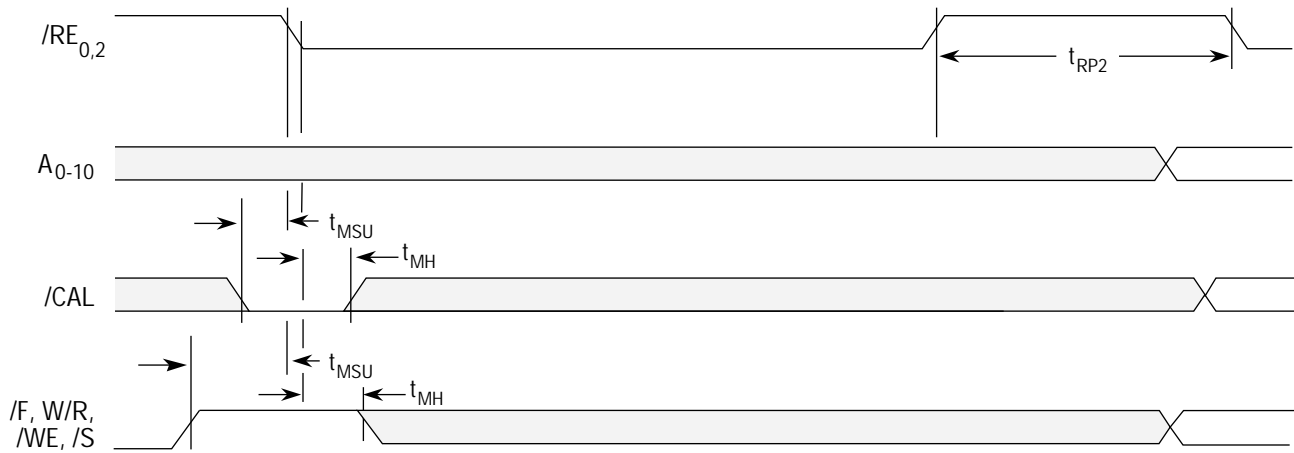 /RE0,2
tRP2
A0-10
tMSU
tMH
/CAL
tMSU
tMH
/F, W/R,
/WE, /S